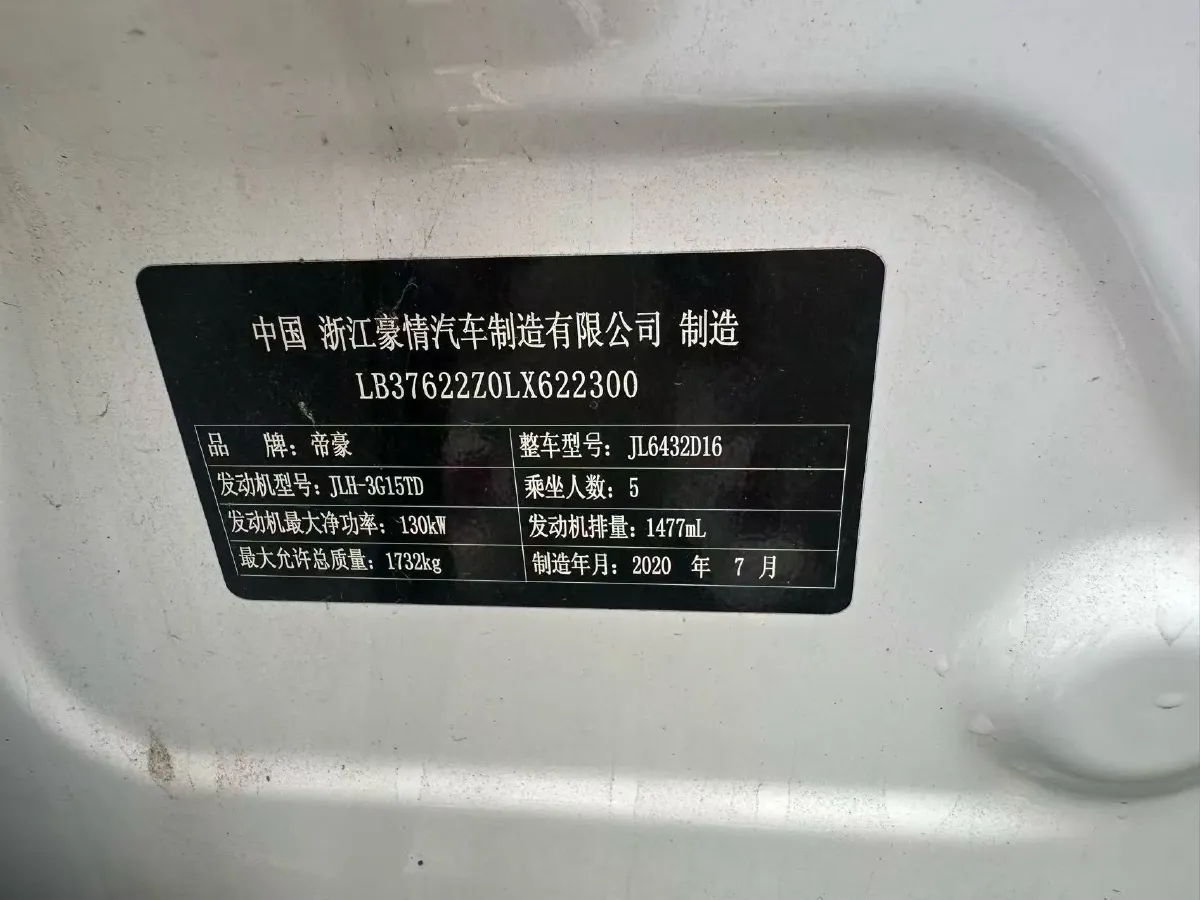 中国 浙江豪情汽车制造有限公司 制造
LB37622Z0LX622300
品 牌：帝豪 整车型号：JL6432D16
发动机型号：JLH-3G15TD 乘坐人数：5
发动机最大净功率：130kW 发动机排量：1477mL
最大允许总质量：1732kg 制造年月：2020 年 7 月